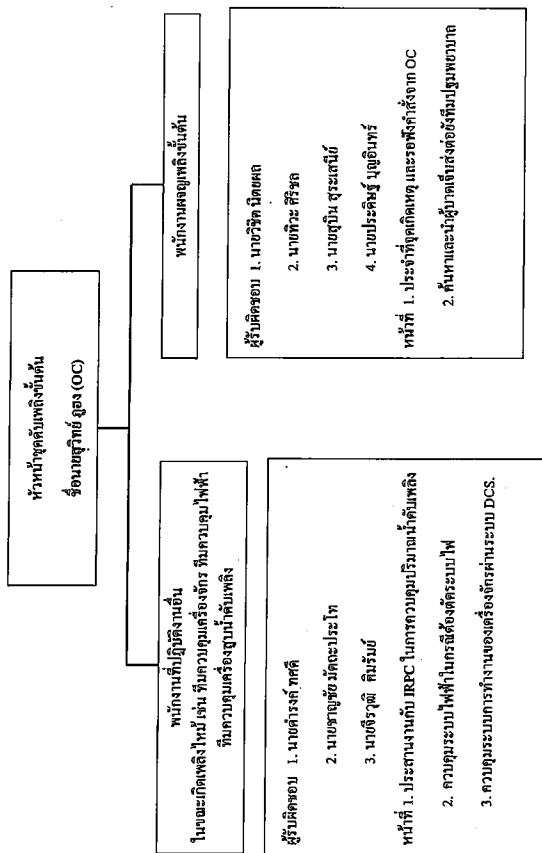 หัวหน้าชุดดับเพลิงขั้นต้น
ชื่อนายสุวิทย์ ภูอง (OC)
พนักงานที่ปฏิบัติงานอื่น
ในขณะเกิดเพลิงไหม้ เช่น ทีมควบคุมเครื่องจักร ทีมควบคุมไฟฟ้า
ทีมควบคุมเครื่องสูบน้ำดับเพลิง
ผู้รับผิดชอบ 1. นายดำรงค์ ทศดี
2. นายชาญชัย มัดถะประโท
3. นายจิรวุฒิ พิมรัมย์
หน้าที่ 1. ประสานงานกับ IRPC ในการควบคุมปริมาณน้ำดับเพลิง
2. ควบคุมระบบไฟฟ้าในกรณีต้องตัดระบบไฟ
3. ควบคุมระบบการทำงานของเครื่องจักรผ่านระบบ DCS.
พนักงานผจญเพลิงขั้นต้น
ผู้รับผิดชอบ 1. นายวิชิต นิตยผล
2. นายทิวะ ศิริชล
3. นายสุบิน สุระเสนีย์
4. นายประดิษฐ์ บุญอินทร์
หน้าที่ 1. ประจำที่จุดเกิดเหตุ และรอฟังคำสั่งจาก OC
2. ค้นหาและนำผู้บาดเจ็บส่งต่อยังทีมปฐมพยาบาล